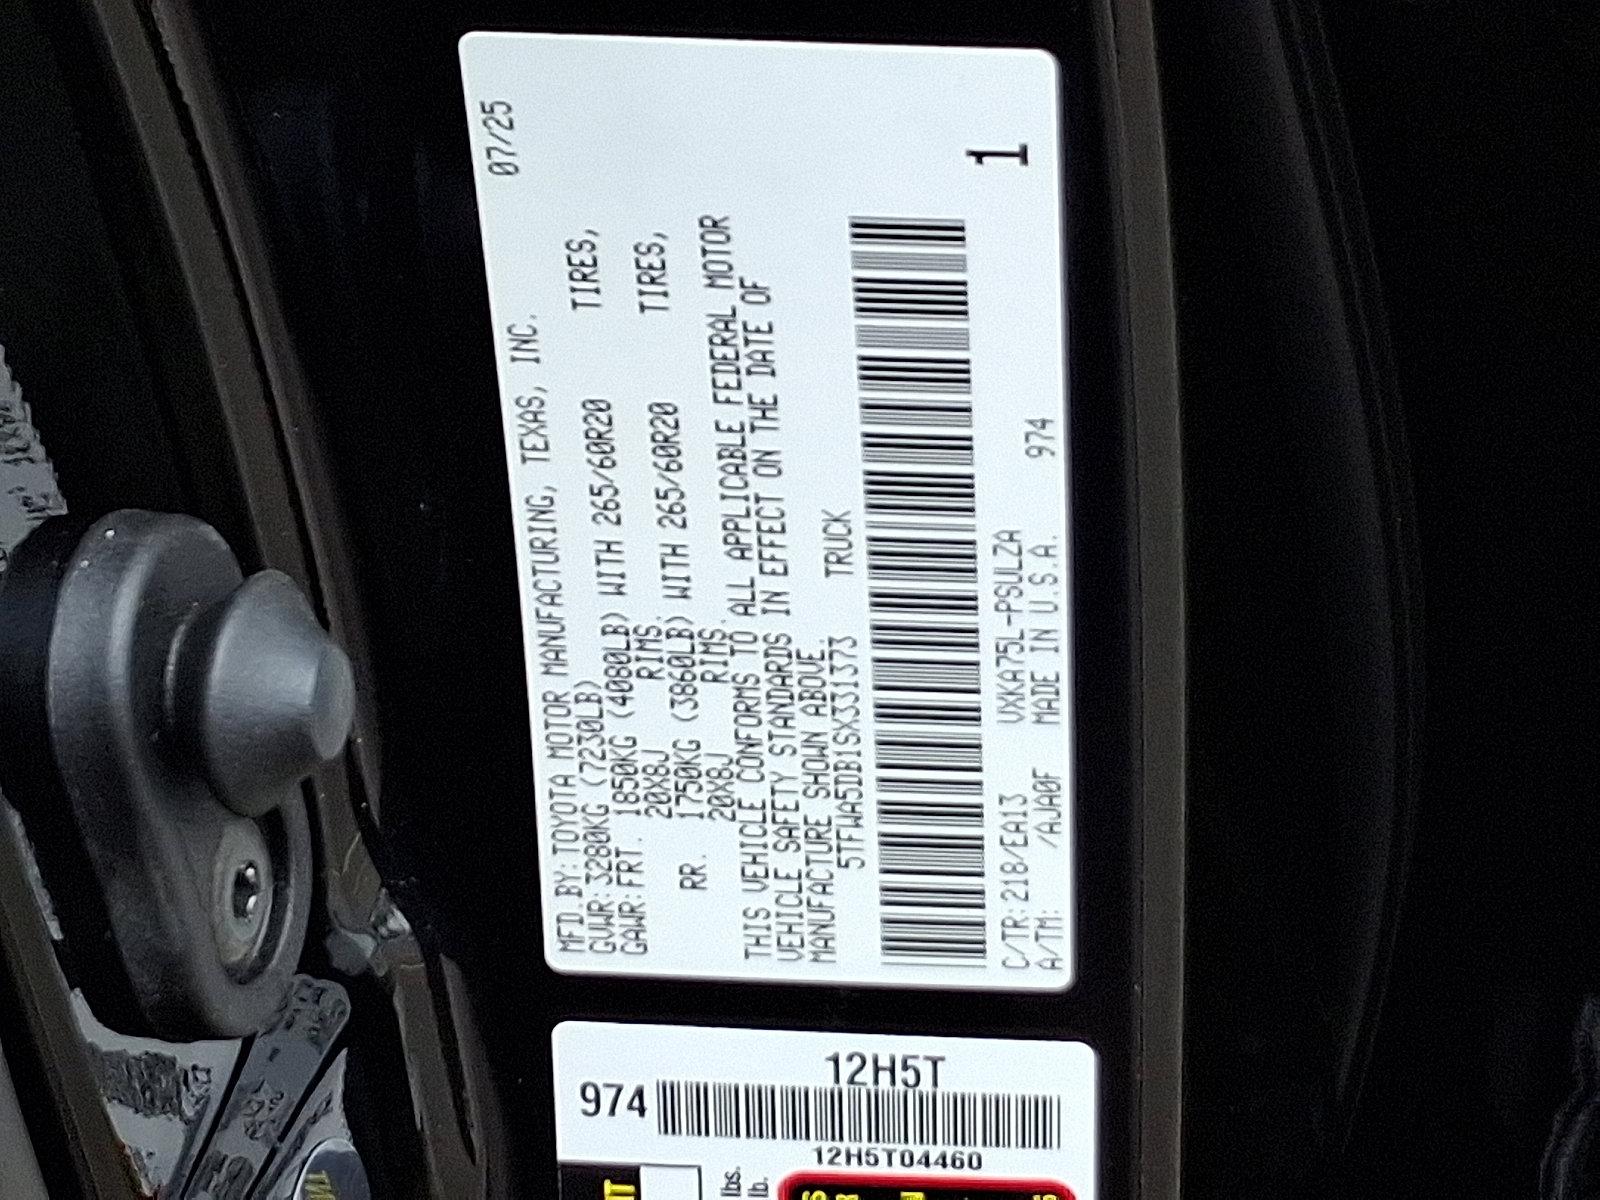 07/25
MFD.BY: TOYOTA MOTOR MANUFACTURING, TEXAS, INC.
GVWR: 3280KG (7230LB)
GAWR: FRT. 1850KG (4080LB) WITH 265/60R20 TIRES,
20X8J RIMS.
RR. 1750KG (3860LB) WITH 265/60R20 TIRES,
20X8J RIMS.
THIS VEHICLE CONFORMS TO ALL APPLICABLE FEDERAL MOTOR
VEHICLE SAFETY STANDARDS IN EFFECT ON THE DATE OF
MANUFACTURE SHOWN ABOVE.
5TFWA5DB1SX331373 TRUCK
1
C/TR: 218/EA13 VXKA75L-PSULZA 974
A/TM: /AJA0F MADE IN U.S.A.
974
12H5T
12H5T04460
lbs.
lb.